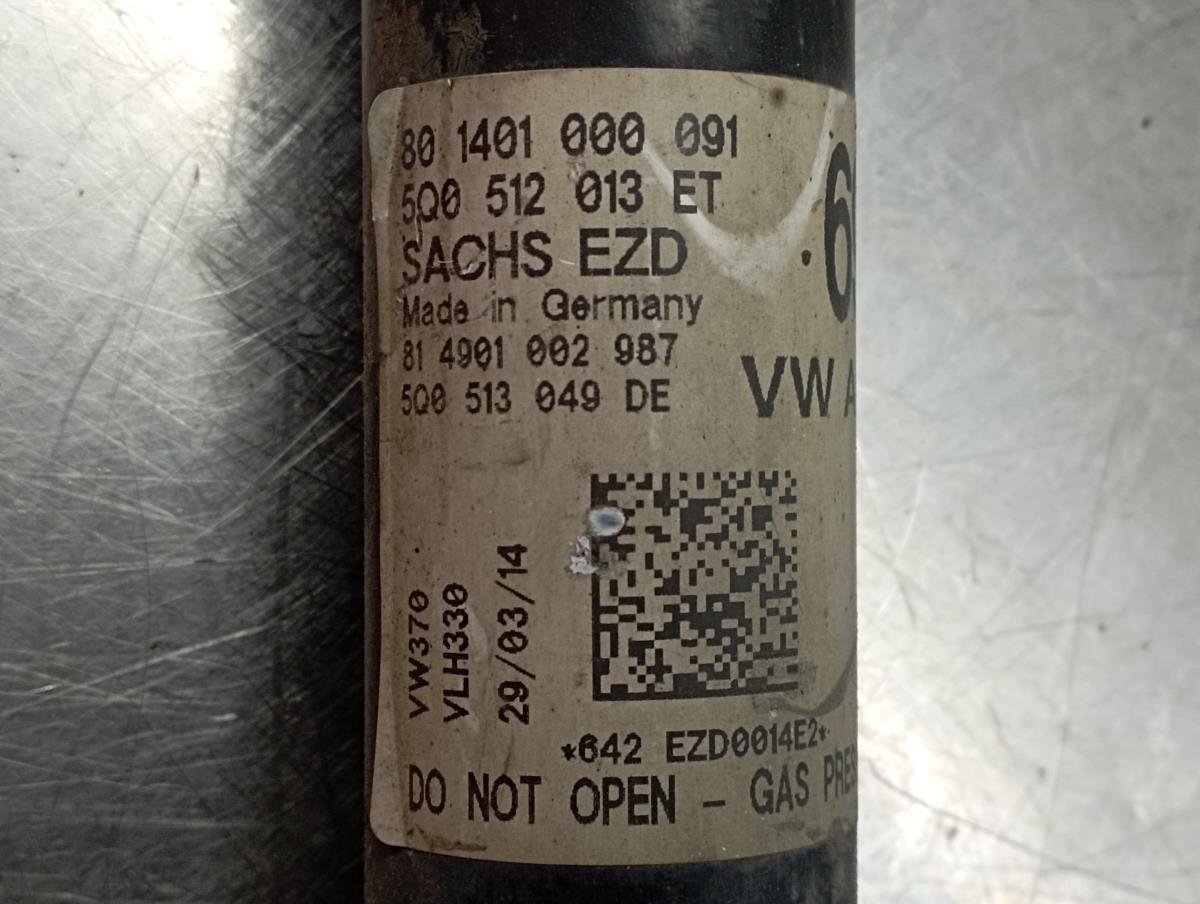 80 1401 000 091
5Q0 512 013 ET
SACHS EZD
Made in Germany
81 4901 002 987
5Q0 513 049 DE
VW
VW370
VLH330
29/03/14
*642 EZD0014E2*
DO NOT OPEN - GAS